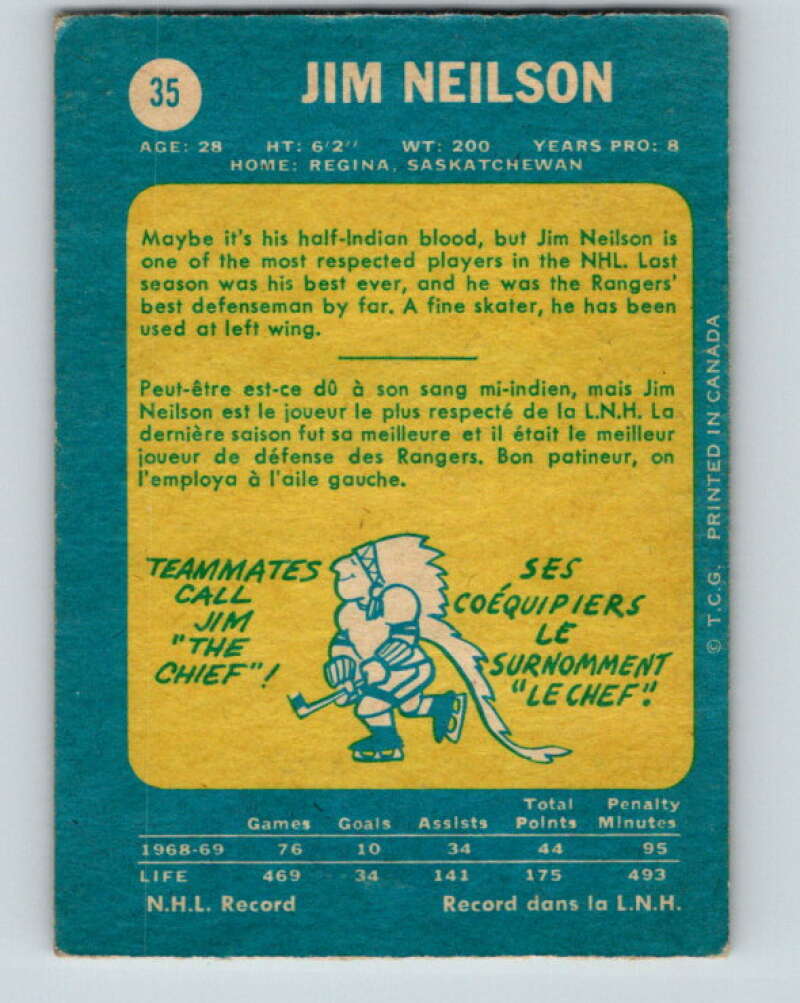 35
JIM NEILSON
AGE: 28 HT: 6'2" WT: 200 YEARS PRO: 8
HOME: REGINA, SASKATCHEWAN
Maybe it's his half-Indian blood, but Jim Neilson is
one of the most respected players in the NHL. Last
season was his best ever, and he was the Rangers'
best defenseman by far. A fine skater, he has been
used at left wing.
Peut-être est-ce dû à son sang mi-indien, mais Jim
Neilson est le joueur le plus respecté de la L.N.H. La
dernière saison fut sa meilleure et il était le meilleur
joueur de défense des Rangers. Bon patineur, on
l'employa à l'aile gauche.
TEAMMATES
CALL
JIM
"THE
CHIEF"!
SES
COÉQUIPIERS
LE
SURNOMMENT
"LE CHEF".
Games Goals Assists Total Points Penalty Minutes
1968-69 76 10 34 44 95
LIFE 469 34 141 175 493
N.H.L. Record Record dans la L.N.H.
© T.C.G. PRINTED IN CANADA